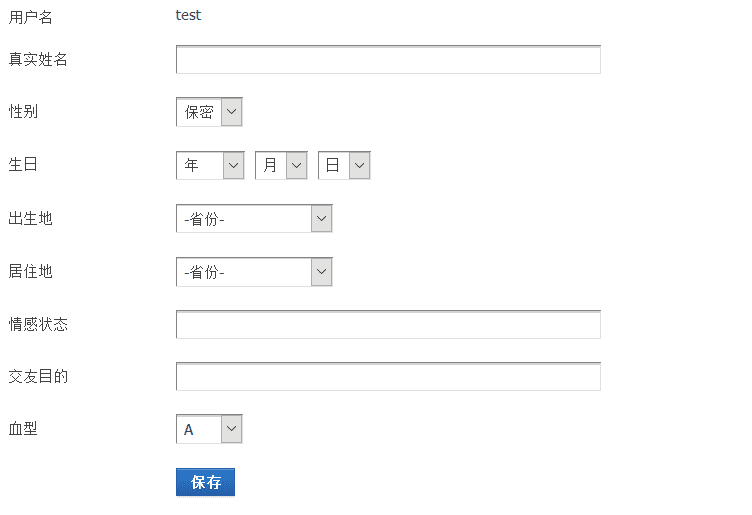 用户名 test
真实姓名
性别 保密
生日 年 月 日
出生地 -省份-
居住地 -省份-
情感状态
交友目的
血型 A
保存